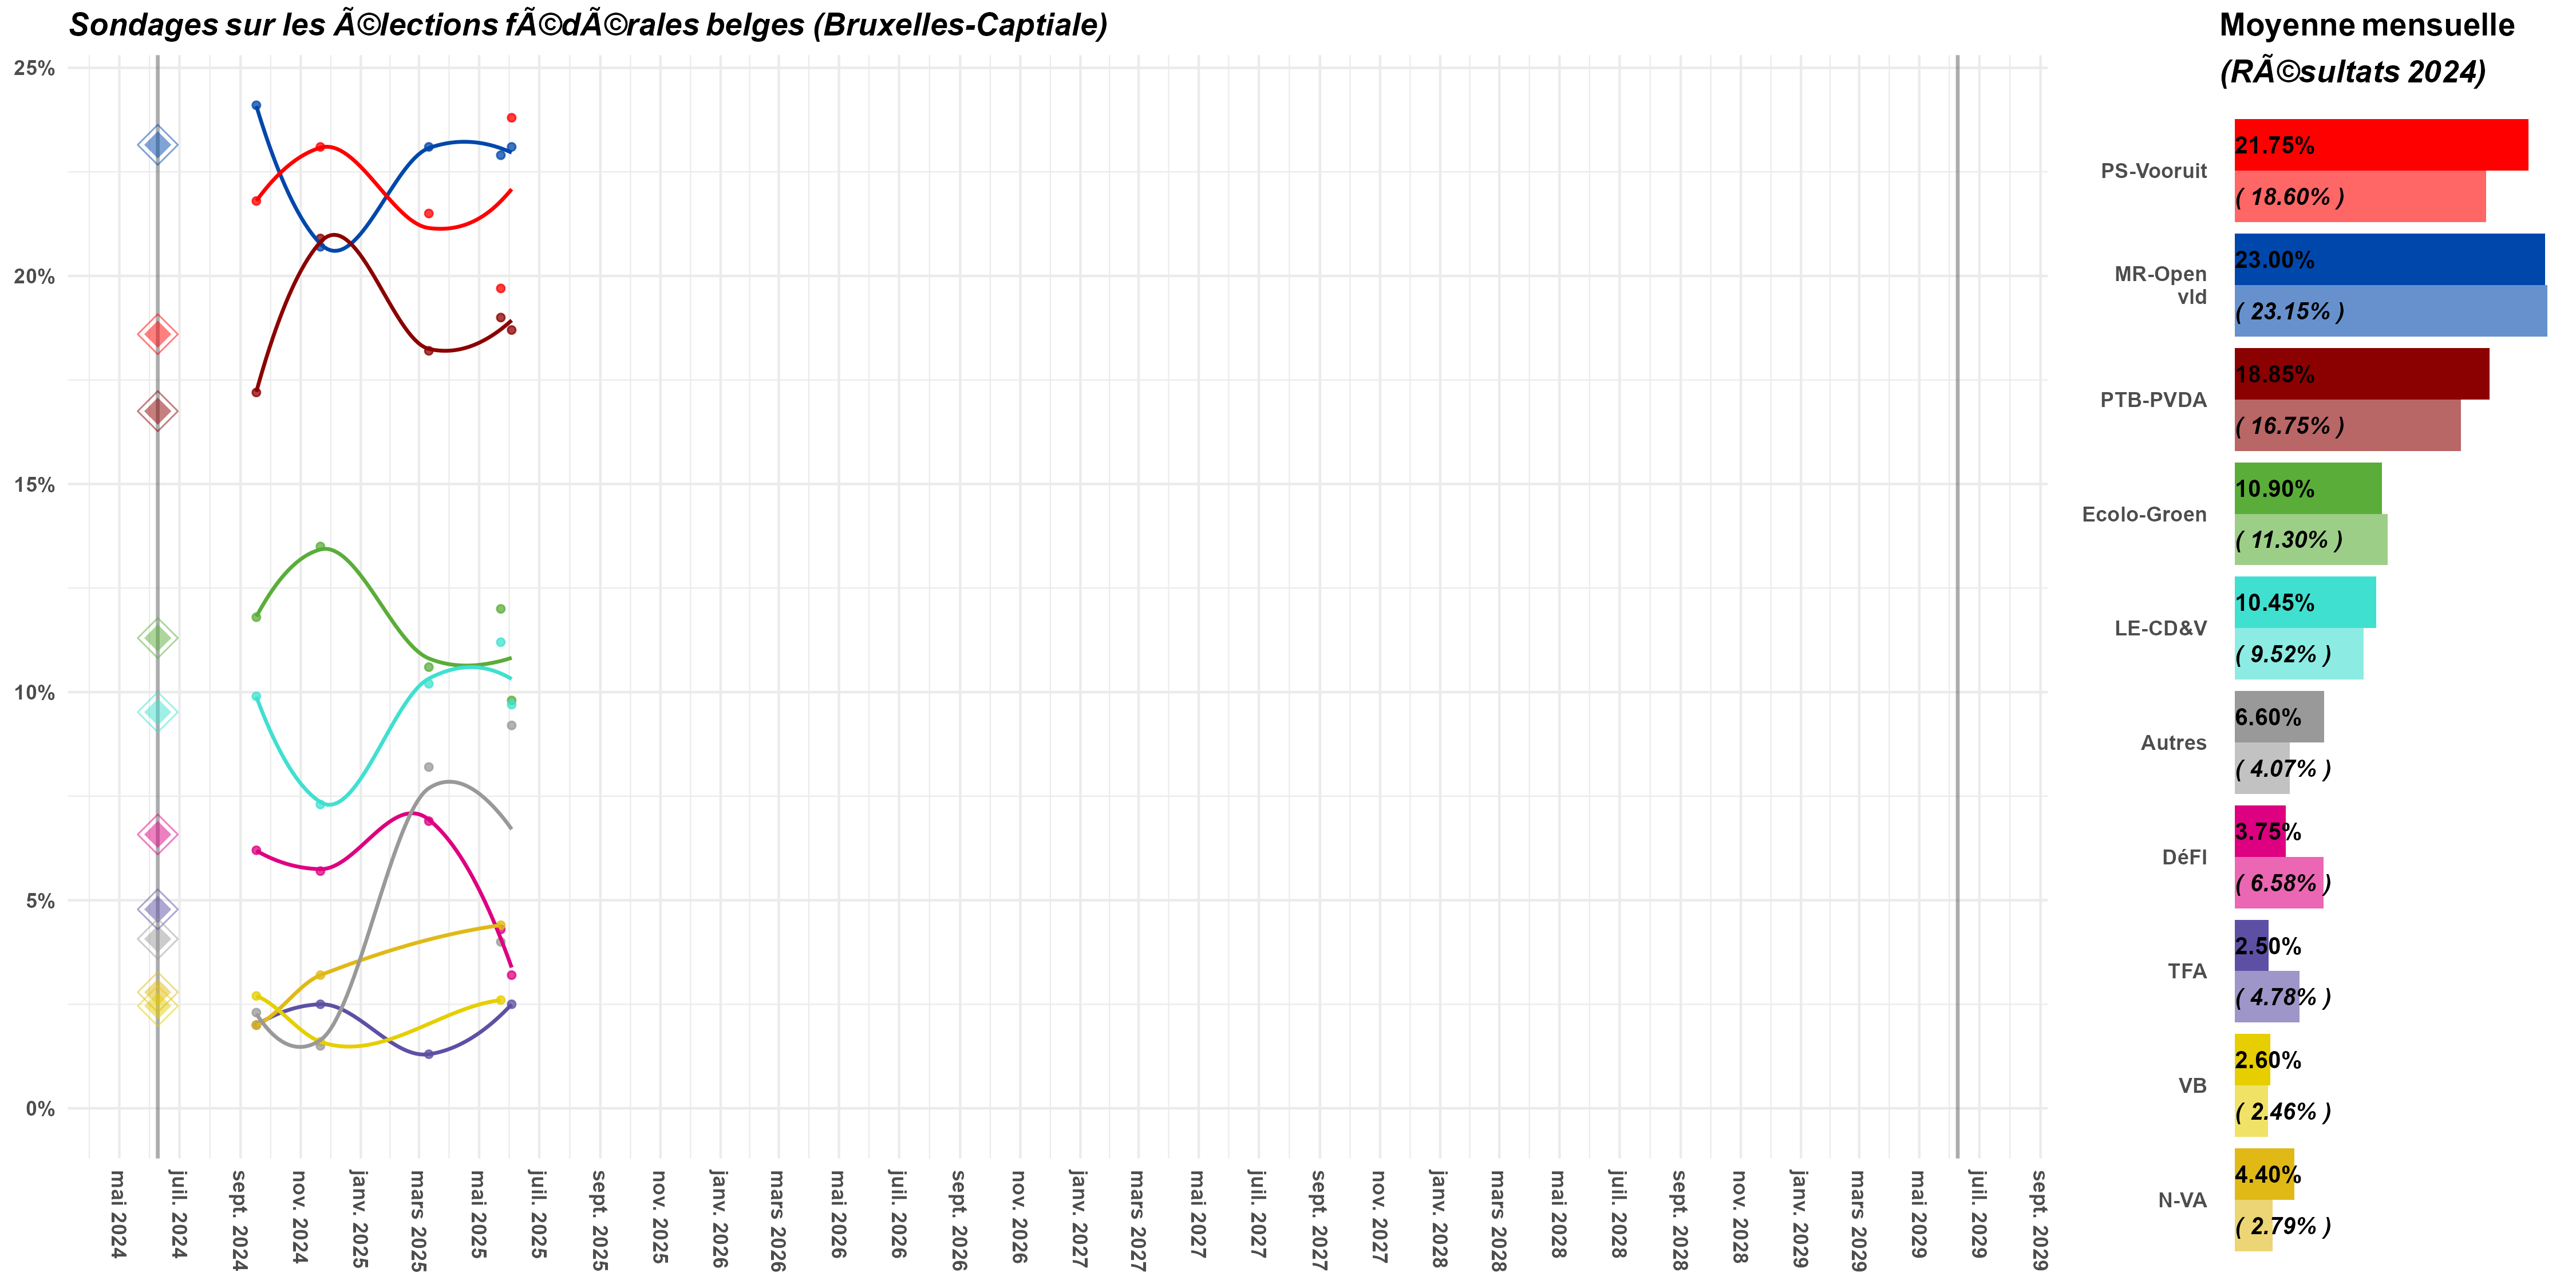 Sondages sur les Ã©lections fÃ©dÃ©rales belges (Bruxelles-Captiale)
25%
20%
15%
10%
5%
0%
mai 2024
juil. 2024
sept. 2024
nov. 2024
janv. 2025
mars 2025
mai 2025
juil. 2025
sept. 2025
nov. 2025
janv. 2026
mars 2026
mai 2026
juil. 2026
sept. 2026
nov. 2026
janv. 2027
mars 2027
mai 2027
juil. 2027
sept. 2027
nov. 2027
janv. 2028
mars 2028
mai 2028
juil. 2028
sept. 2028
nov. 2028
janv. 2029
mars 2029
mai 2029
juil. 2029
sept. 2029
Moyenne mensuelle
(RÃ©sultats 2024)
PS-Vooruit
21.75%
( 18.60% )
MR-Open
vld
23.00%
( 23.15% )
PTB-PVDA
18.85%
( 16.75% )
Ecolo-Groen
10.90%
( 11.30% )
LE-CD&V
10.45%
( 9.52% )
Autres
6.60%
( 4.07% )
DéFI
3.75%
( 6.58% )
TFA
2.50%
( 4.78% )
VB
2.60%
( 2.46% )
N-VA
4.40%
( 2.79% )